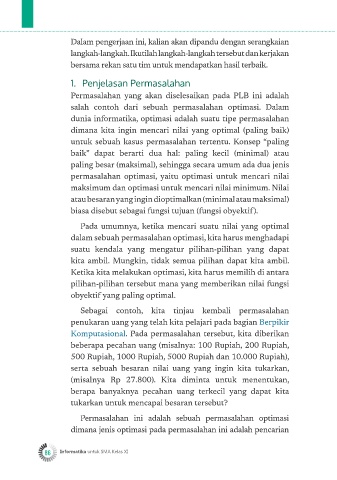 Dalam pengerjaan ini, kalian akan dipandu dengan serangkaian
langkah-langkah. Ikutilah langkah-langkah tersebut dan kerjakan
bersama rekan satu tim untuk mendapatkan hasil terbaik.
1. Penjelasan Permasalahan
Permasalahan yang akan diselesaikan pada PLB ini adalah
salah contoh dari sebuah permasalahan optimasi. Dalam
dunia informatika, optimasi adalah suatu tipe permasalahan
dimana kita ingin mencari nilai yang optimal (paling baik)
untuk sebuah kasus permasalahan tertentu. Konsep “paling
baik” dapat berarti dua hal: paling kecil (minimal) atau
paling besar (maksimal), sehingga secara umum ada dua jenis
permasalahan optimasi, yaitu optimasi untuk mencari nilai
maksimum dan optimasi untuk mencari nilai minimum. Nilai
atau besaran yang ingin dioptimalkan (minimal atau maksimal)
biasa disebut sebagai fungsi tujuan (fungsi obyektif).
Pada umumnya, ketika mencari suatu nilai yang optimal
dalam sebuah permasalahan optimasi, kita harus menghadapi
suatu kendala yang mengatur pilihan-pilihan yang dapat
kita ambil. Mungkin, tidak semua pilihan dapat kita ambil.
Ketika kita melakukan optimasi, kita harus memilih di antara
pilihan-pilihan tersebut mana yang memberikan nilai fungsi
obyektif yang paling optimal.
Sebagai contoh, kita tinjau kembali permasalahan
penukaran uang yang telah kita pelajari pada bagian Berpikir
Komputasional. Pada permasalahan tersebut, kita diberikan
beberapa pecahan uang (misalnya: 100 Rupiah, 200 Rupiah,
500 Rupiah, 1000 Rupiah, 5000 Rupiah dan 10.000 Rupiah),
serta sebuah besaran nilai uang yang ingin kita tukarkan,
(misalnya Rp 27.800). Kita diminta untuk menentukan,
berapa banyaknya pecahan uang terkecil yang dapat kita
tukarkan untuk mencapai besaran tersebut?
Permasalahan ini adalah sebuah permasalahan optimasi
dimana jenis optimasi pada permasalahan ini adalah pencarian
86 Informatika untuk SMA Kelas XI